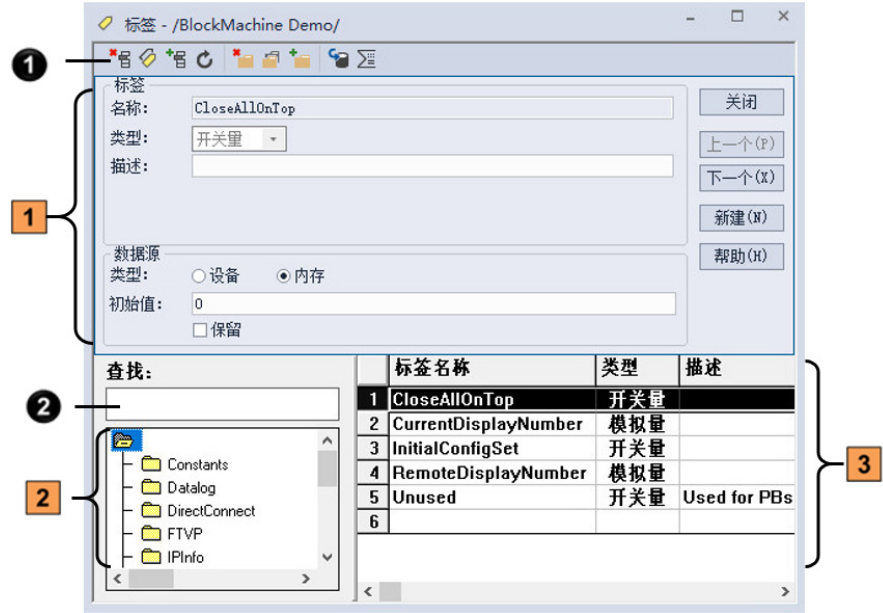 标签 - /BlockMachine Demo/
1
标签
名称: CloseAllOnTop
关闭
类型: 开关量
上一个(P)
描述:
下一个(X)
1
新建(N)
数据源
帮助(H)
类型: 设备 内存
初始值: 0
保留
查找:
标签名称 类型 描述
2
1 CloseAllOnTop 开关量
2 CurrentDisplayNumber 模拟量
3 InitialConfigSet 开关量
4 RemoteDisplayNumber 模拟量
5 Unused 开关量 Used for PBs
6
Constants
Datalog
DirectConnect
FTVP
IPInfo
2
3